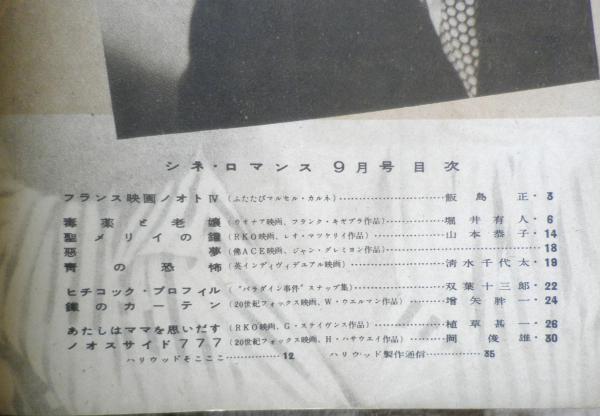 シネ・ロマンス 9月号 目次
フランス映画ノオトⅣ (ふたたびマルセル・カルネ)……飯島 正・3
毒薬と老嬢 (ワオナア映画、フランク・キャプラ作品)……堀井有人・6
聖メリイの鐘 (RKO映画、レオ・マッケリイ作品)……山本恭子・14
惡夢 (佛ACE映画、ジャン・グレミヨン作品)……18
青の恐怖 (英インディヴィデュアル映画)……清水千代太・19
ヒチコック・プロフィル (“パラダイン事件”スナップ集)……双葉十三郎・22
鐵のカーテン (20世紀フォックス映画、W・ウエルマン作品)……增矢幹一・24
あたしはママを思いだす (RKO映画、G・ステイヴンス作品)……植草甚一・26
ノオスサイド777 (20世紀フォックス映画、H・ハサウエイ作品)……岡 俊雄・30
ハリウッドそこここ……12 ハリウッド製作通信……35